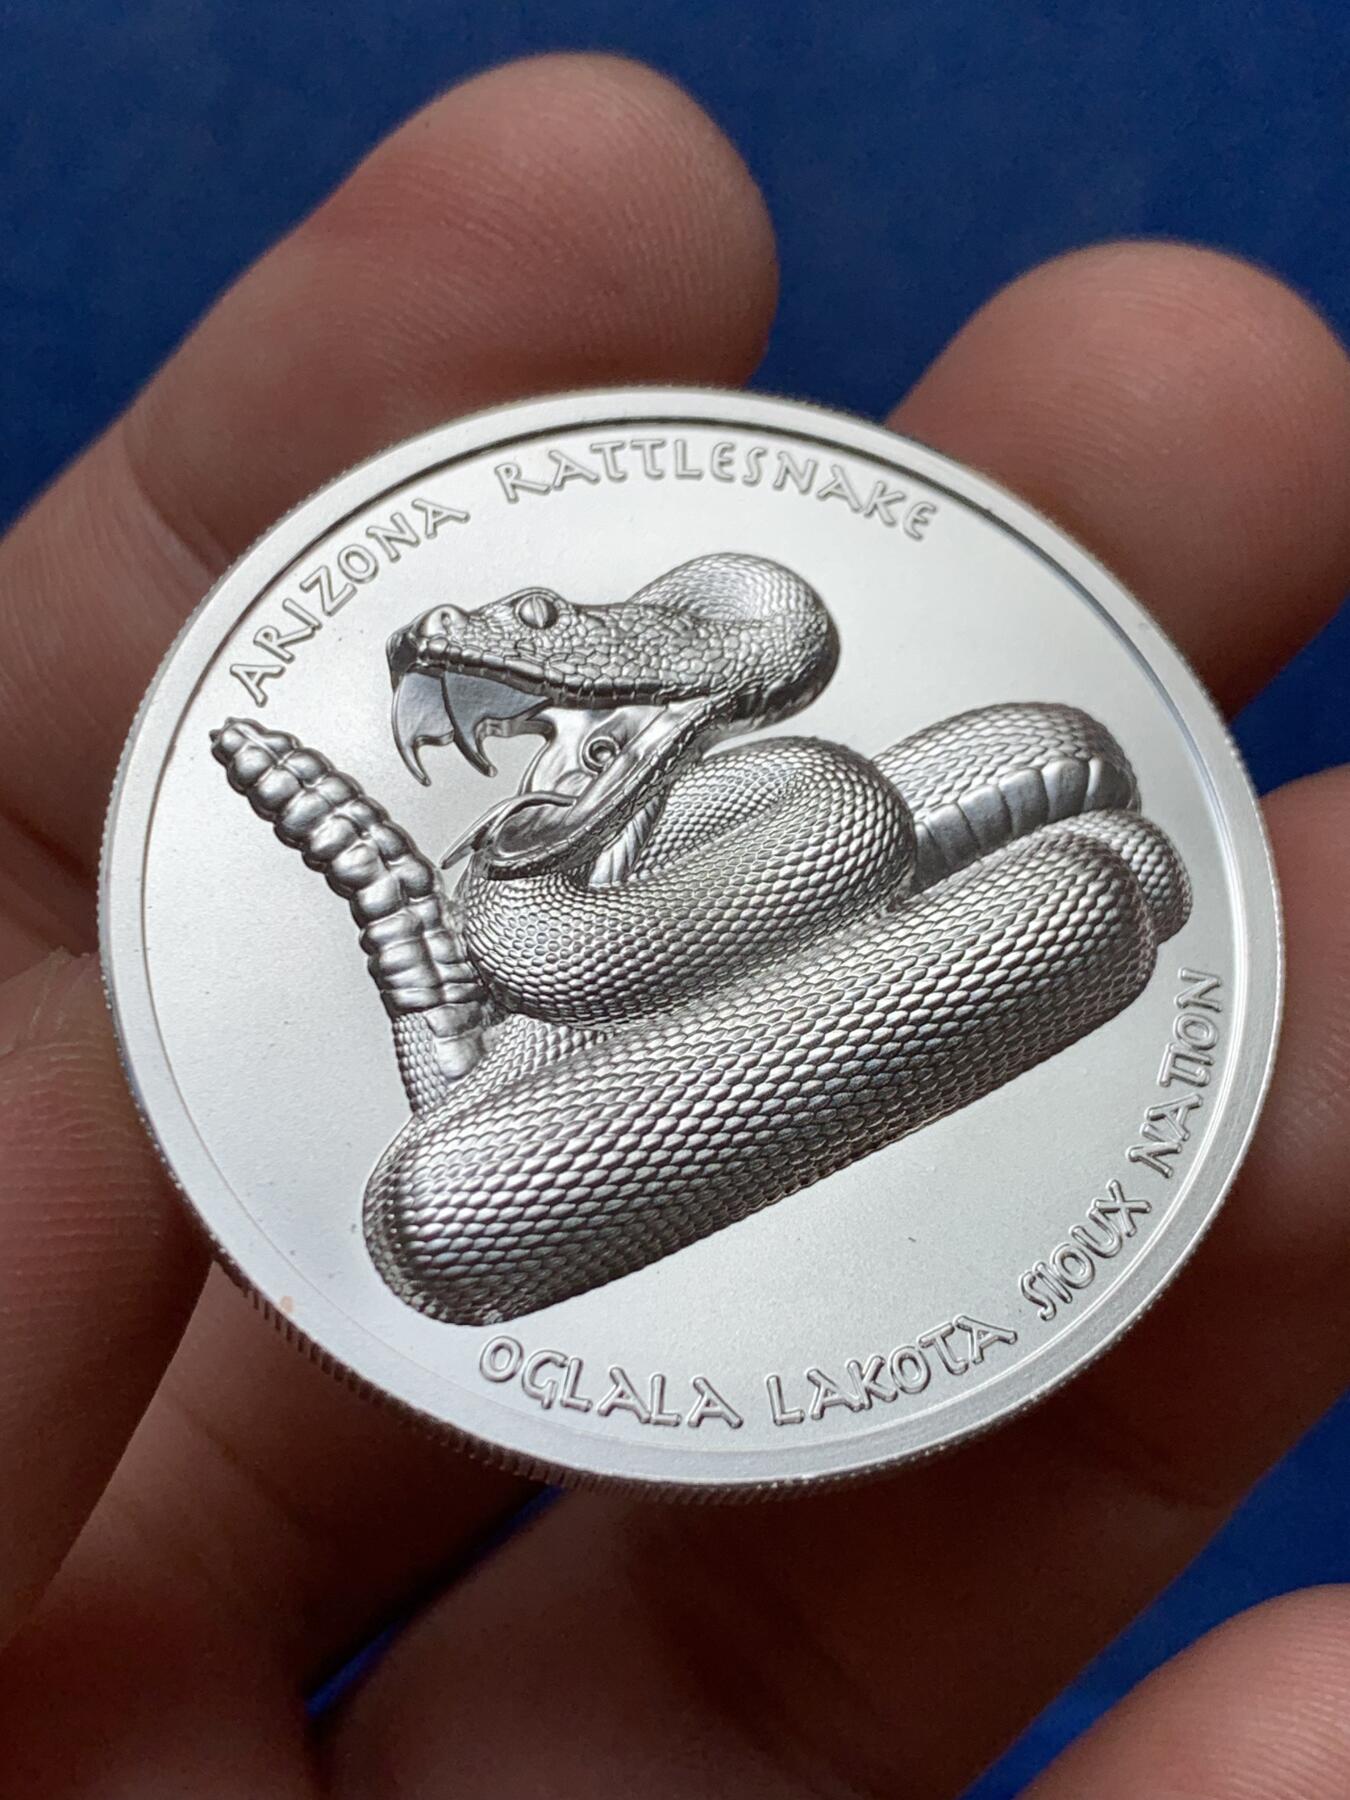 ARIZONA RATTLESNAKE
OGLALA LAKOTA SIOUX NATION